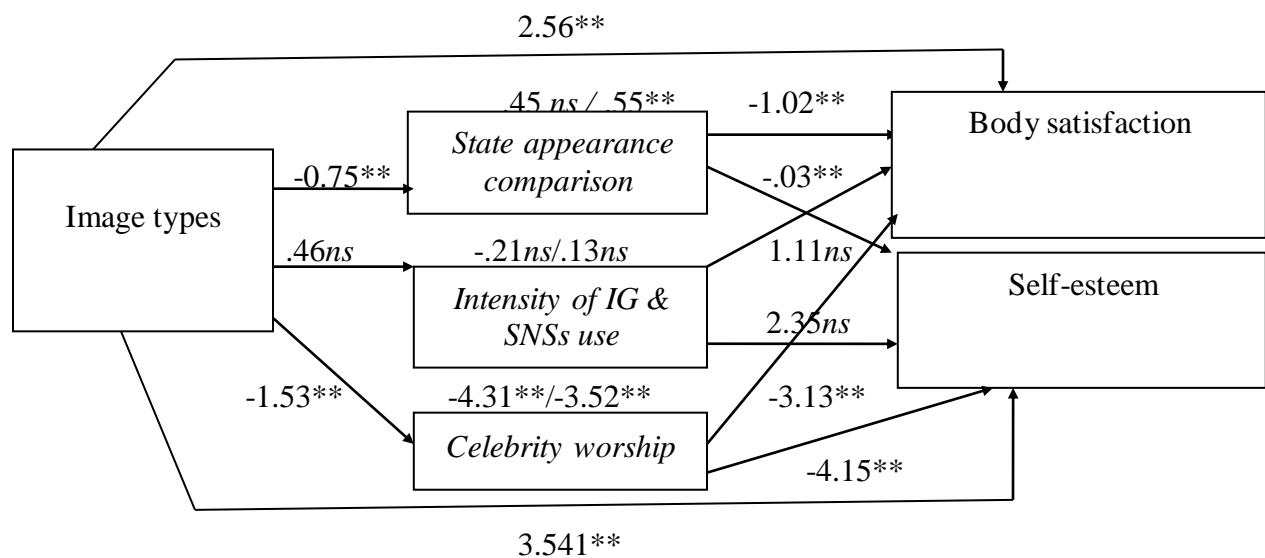 2.56**
.45 ns / .55**
-1.02**
Body satisfaction
State appearance
comparison
-0.75**
-.03**
Image types
.46ns
-.21ns/.13ns
1.11ns
Self-esteem
Intensity of IG &
SNSs use
2.35ns
-1.53**
-4.31**/-3.52**
-3.13**
Celebrity worship
-4.15**
3.541**